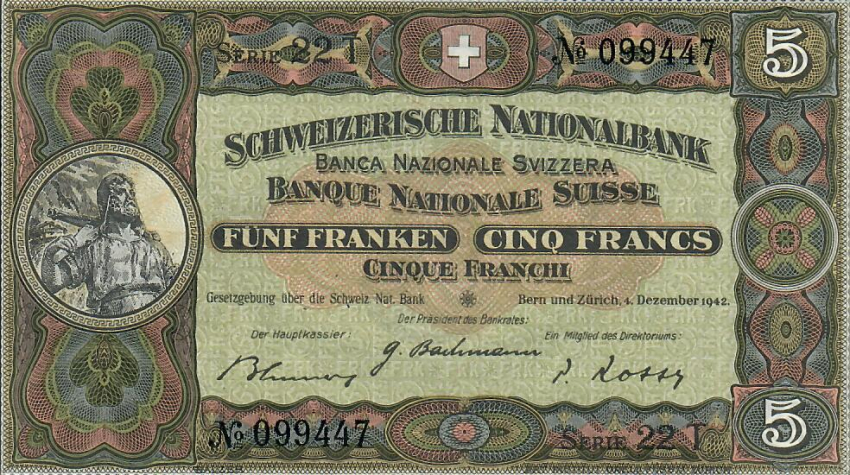 SERIE 22 T № 099447 5
SCHWEIZERISCHE NATIONALBANK
BANCA NAZIONALE SVIZZERA
BANQUE NATIONALE SUISSE
FÜNF FRANKEN CINQ FRANCS
CINQUE FRANCHI
Gesetzgebung über die Schweiz. Nat. Bank Bern und Zürich, 4. Dezember 1942.
Der Präsident des Bankrates:
Der Hauptkassier: Ein Mitglied des Direktoriums:
G. Bachmann
P. Rossy
№ 099447 SERIE 22 T 5